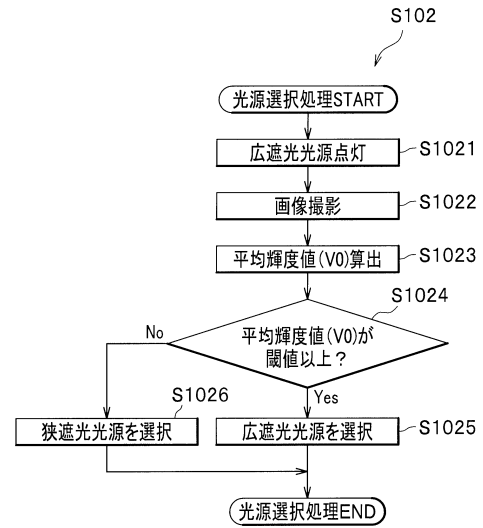 S102
光源選択処理START
広遮光光源点灯
S1021
画像撮影
S1022
平均輝度値(V0)算出
S1023
S1024
平均輝度値(V0)が
閾値以上?
No
Yes
S1026
狭遮光光源を選択
広遮光光源を選択
S1025
光源選択処理END